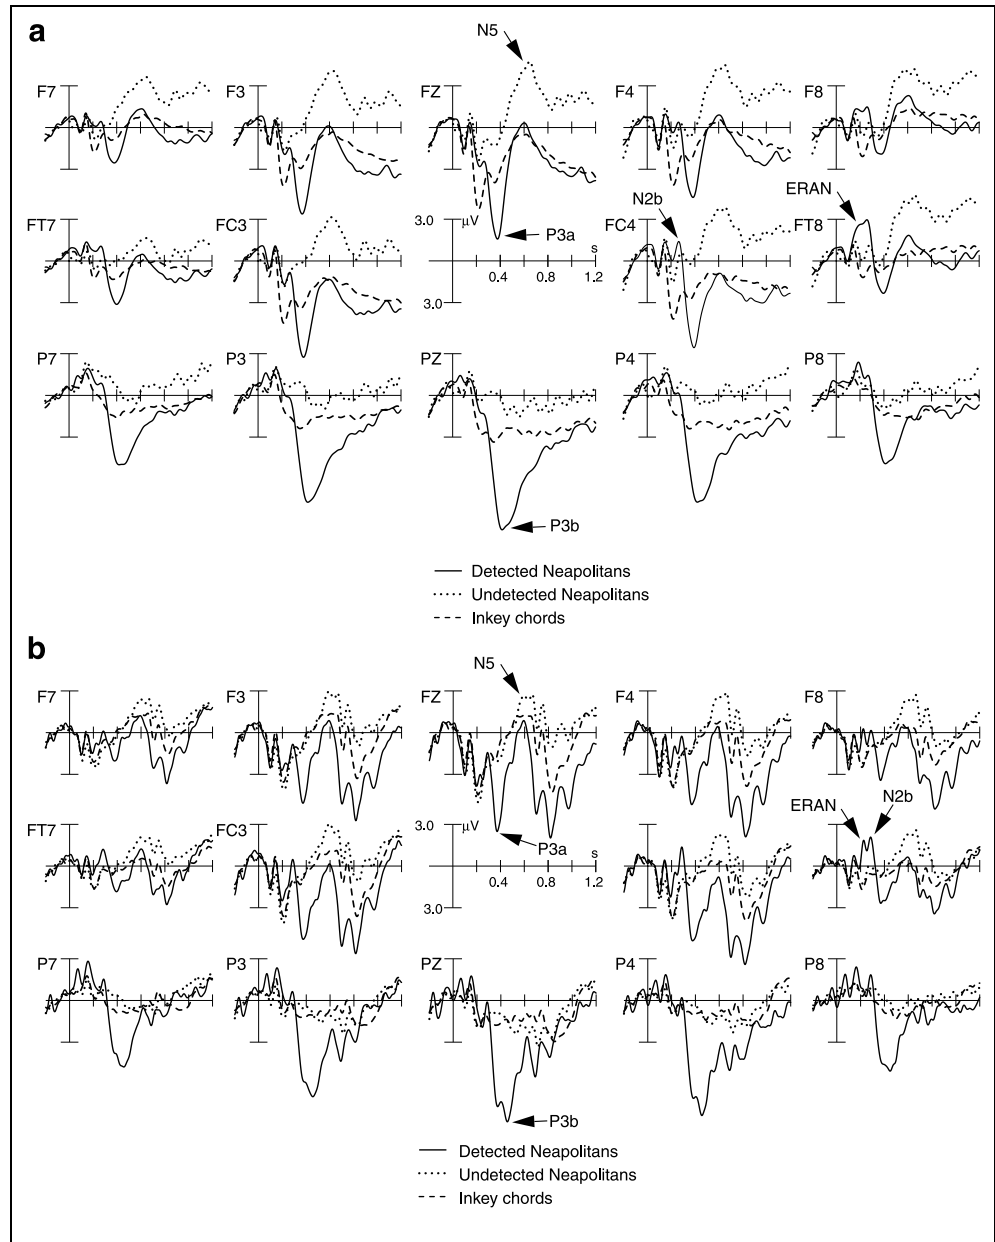 a
N5
F7 F3 FZ F4 F8
ERAN
N2b
FT7 FC3 3.0 µV FC4 FT8
P3a
s
0.4 0.8 1.2
3.0
P7 P3 PZ P4 P8
P3b
Detected Neapolitans
Undetected Neapolitans
Inkey chords
b
N5
F7 F3 FZ F4 F8
ERAN N2b
FT7 FC3 3.0 µV
P3a
s
0.4 0.8 1.2
3.0
P7 P3 PZ P4 P8
P3b
Detected Neapolitans
Undetected Neapolitans
Inkey chords